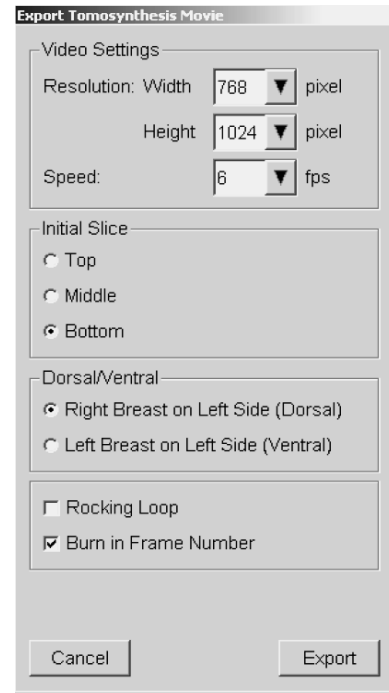 Export Tomosynthesis Movie
Video Settings
Resolution: Width 768 pixel
Height 1024 pixel
Speed: 6 fps
Initial Slice
Top
Middle
Bottom
Dorsal/Ventral
Right Breast on Left Side (Dorsal)
Left Breast on Left Side (Ventral)
Rocking Loop
Burn in Frame Number
Cancel Export